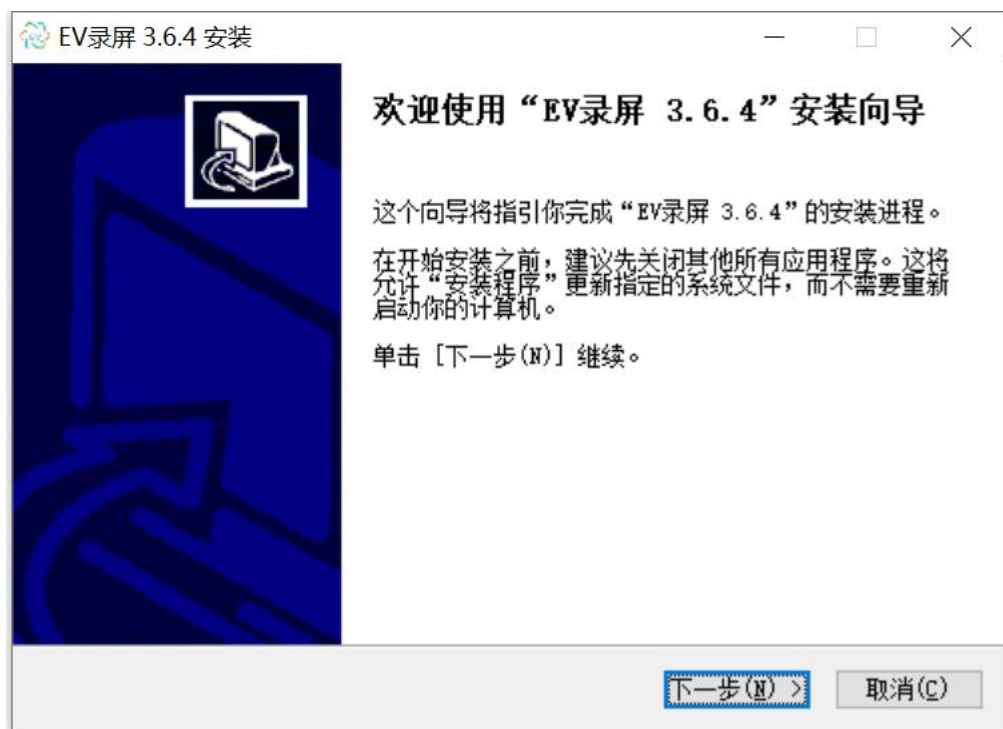 EV录屏 3.6.4 安装
欢迎使用“EV录屏 3.6.4”安装向导
这个向导将指引你完成“EV录屏 3.6.4”的安装进程。
在开始安装之前，建议先关闭其他所有应用程序。这将
允许“安装程序”更新指定的系统文件，而不需要重新
启动你的计算机。
单击 [下一步(N)] 继续。
下一步(N) >
取消(C)